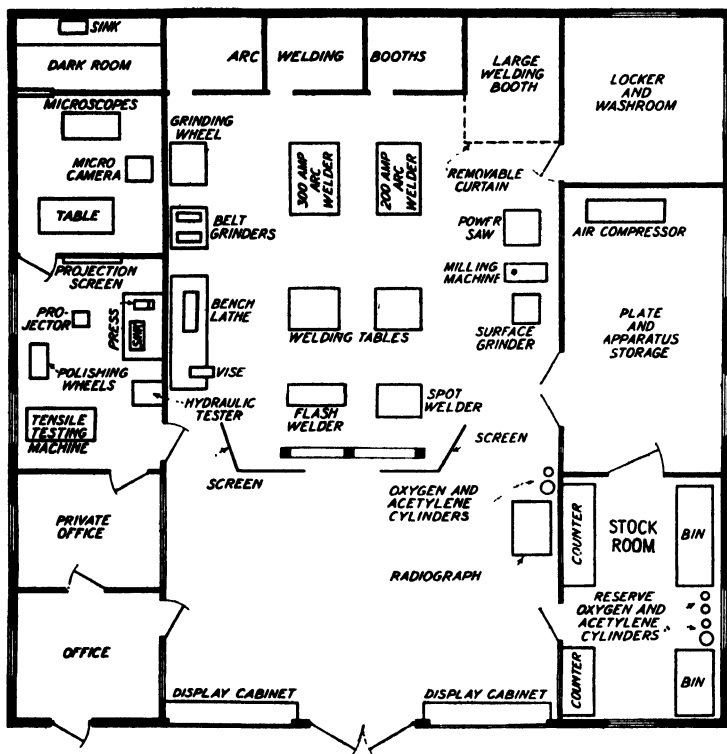 SINK
DARK ROOM
ARC
WELDING
BOOTHS
LARGE
WELDING
BOOTH
LOCKER
AND
WASHROOM
MICROSCOPES
GRINDING
WHEEL
MICRO
CAMERA
300 AMP
ARC
WELDER
200 AMP
ARC
WELDER
REMOVABLE
CURTAIN
TABLE
BELT
GRINDERS
POWER
SAW
AIR COMPRESSOR
PROJECTION
SCREEN
MILLING
MACHINE
PRO-
JECTOR
PRESS
SINK
BENCH
LATHE
WELDING TABLES
SURFACE
GRINDER
PLATE
AND
APPARATUS
STORAGE
POLISHING
WHEELS
VISE
HYDRAULIC
TESTER
FLASH
WELDER
SPOT
WELDER
TENSILE
TESTING
MACHINE
SCREEN
SCREEN
OXYGEN AND
ACETYLENE
CYLINDERS
PRIVATE
OFFICE
COUNTER
STOCK
ROOM
BIN
RADIOGRAPH
RESERVE
OXYGEN AND
ACETYLENE
CYLINDERS
OFFICE
COUNTER
BIN
DISPLAY CABINET
DISPLAY CABINET